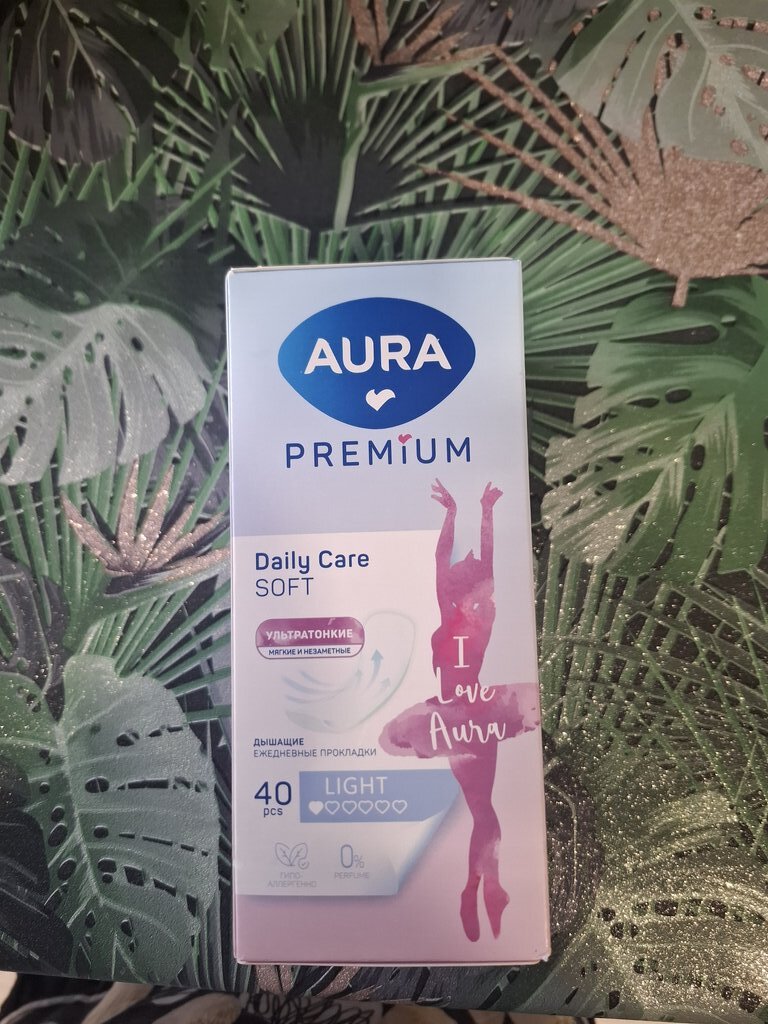 AURA
PREMIUM
Daily Care
SOFT
УЛЬТРАТОНКИЕ
МЯГКИЕ И НЕЗАМЕТНЫЕ
I
Love
Aura
ДЫШАЩИЕ
ЕЖЕДНЕВНЫЕ ПРОКЛАДКИ
40
pcs
LIGHT
ГИПО
АЛЛЕРГЕННО
0%
PERFUME